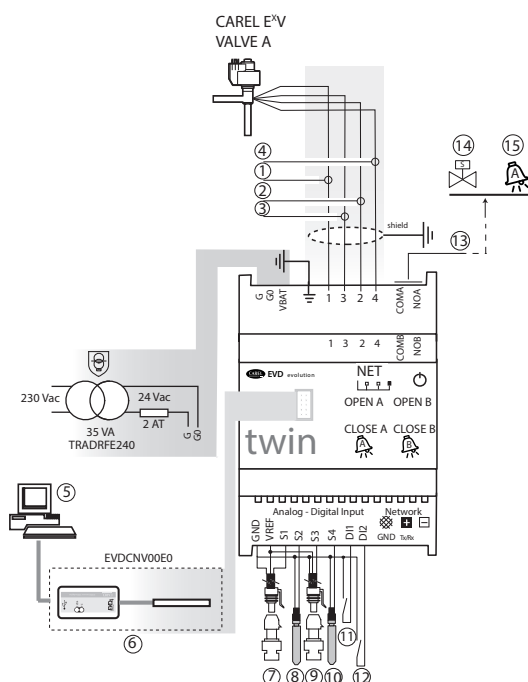 CAREL EXV
VALVE A
4
1
2
3
shield
14
15
S
A
13
G
G0
VBAT
1 3 2 4
COMA
NOA
1 3 2 4
COMB
NOB
CAREL EVD evolution
NET
OPEN A OPEN B
CLOSE A CLOSE B
A B
twin
230 Vac
24 Vac
2 AT
35 VA
TRADRFE240
G
G0
5
EVDCNV00E0
6
Analog - Digital Input Network
GND
VREF
S1
S2
S3
S4
DI1
DI2
GND Tx/Rx
7 8 9 10 11 12